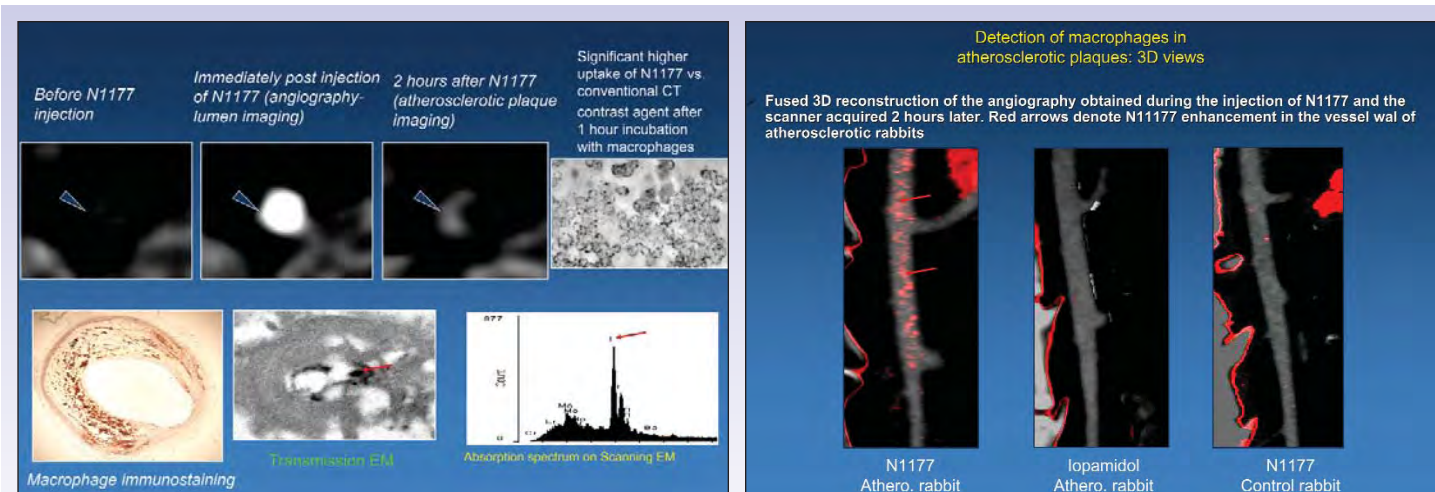 Before N1177
injection
Immediately post injection
of N1177 (angiography-
lumen imaging)
2 hours after N1177
(atherosclerotic plaque
imaging)
Significant higher
uptake of N1177 vs.
conventional CT
contrast agent after
1 hour incubation
with macrophages
Macrophage immunostaining
Transmission EM
877
0
I
Absorption spectrum on Scanning EM
Detection of macrophages in
atherosclerotic plaques: 3D views
Fused 3D reconstruction of the angiography obtained during the injection of N1177 and the
scanner acquired 2 hours later. Red arrows denote N11177 enhancement in the vessel wal of
atherosclerotic rabbits
N1177
Athero. rabbit
Iopamidol
Athero. rabbit
N1177
Control rabbit